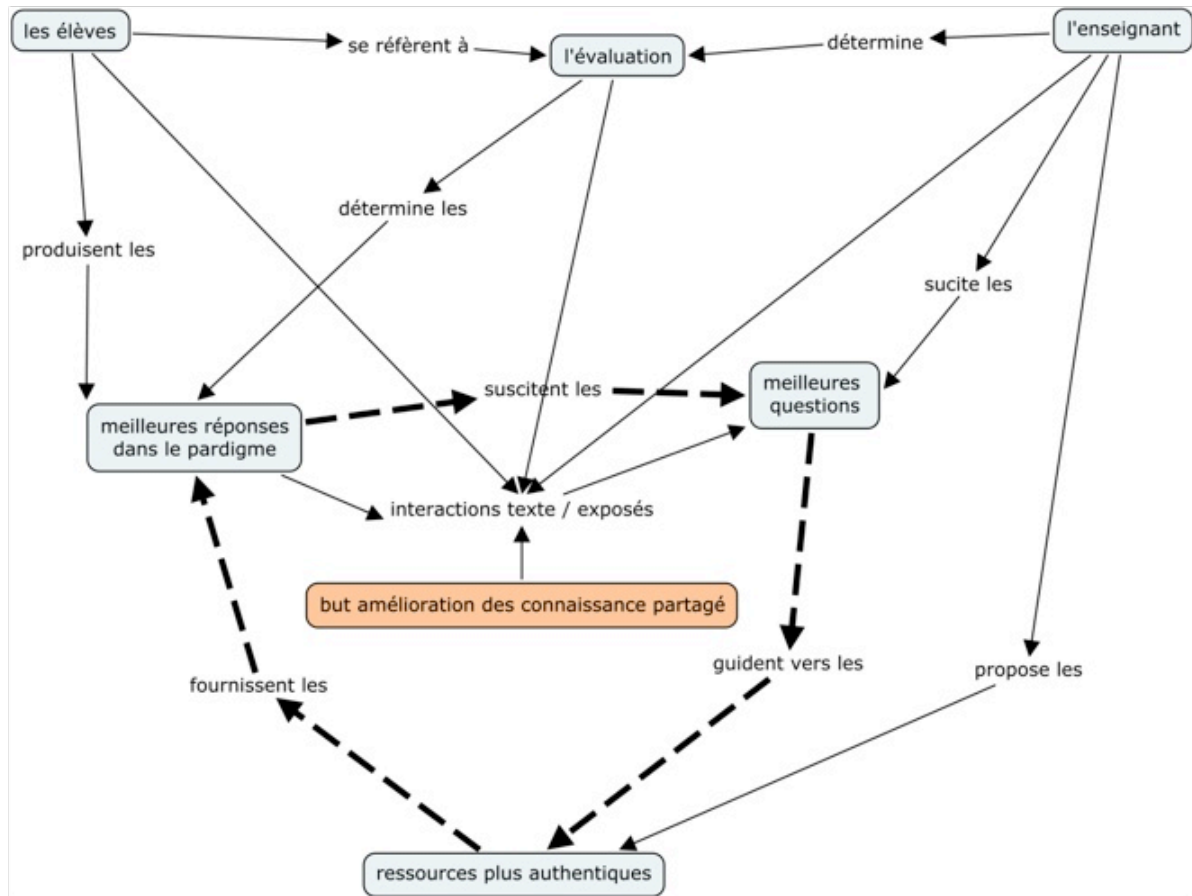 les élèves
l'enseignant
se réfèrent à
détermine
l'évaluation
détermine les
produisent les
sucite les
suscitent les
meilleures
questions
meilleures réponses
dans le pardigme
interactions texte / exposés
but amélioration des connaissance partagé
guident vers les
propose les
fournissent les
ressources plus authentiques